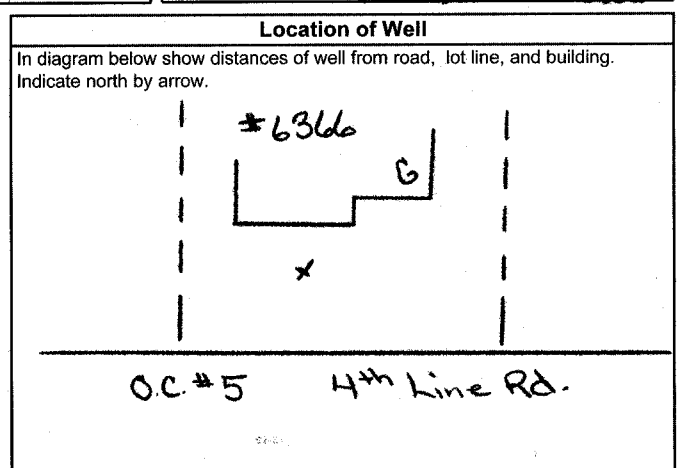 Location of Well
In diagram below show distances of well from road, lot line, and building.
Indicate north by arrow.
#6366
G
x
O.C. #5 4th Line Rd.